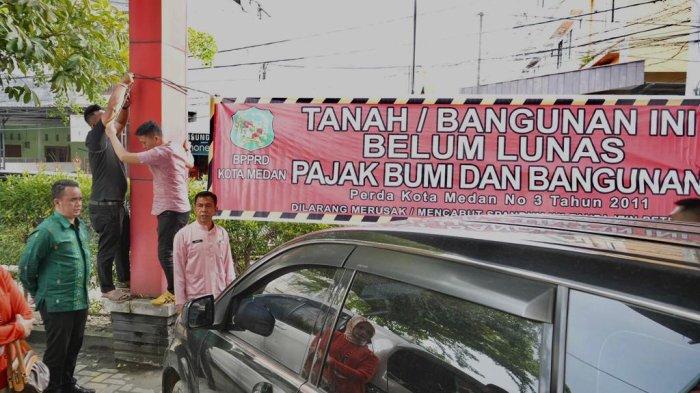 TANAH / BANGUNAN INI
BELUM LUNAS
PAJAK BUMI DAN BANGUNAN
Perda Kota Medan No 3 Tahun 2011
DILARANG MERUSAK / MENCABUT
BPPRD
KOTA MEDAN